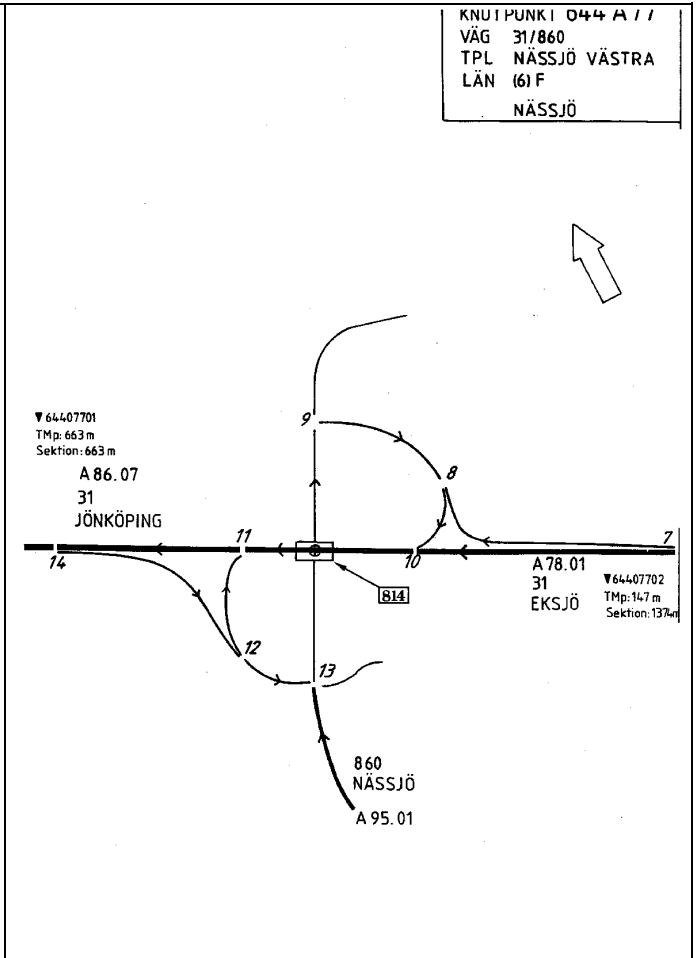 KNUTPUNKT 644 A 77
VÄG 31/860
TPL NÄSSJÖ VÄSTRA
LÄN (6) F
NÄSSJÖ
9
▼64407701
TMp: 663 m
Sektion: 663 m
A 86.07
31
JÖNKÖPING
8
7
11
14
10
A 78.01
31
EKSJÖ
▼64407702
TMp: 147 m
Sektion: 1374m
814
12
13
860
NÄSSJÖ
A 95.01